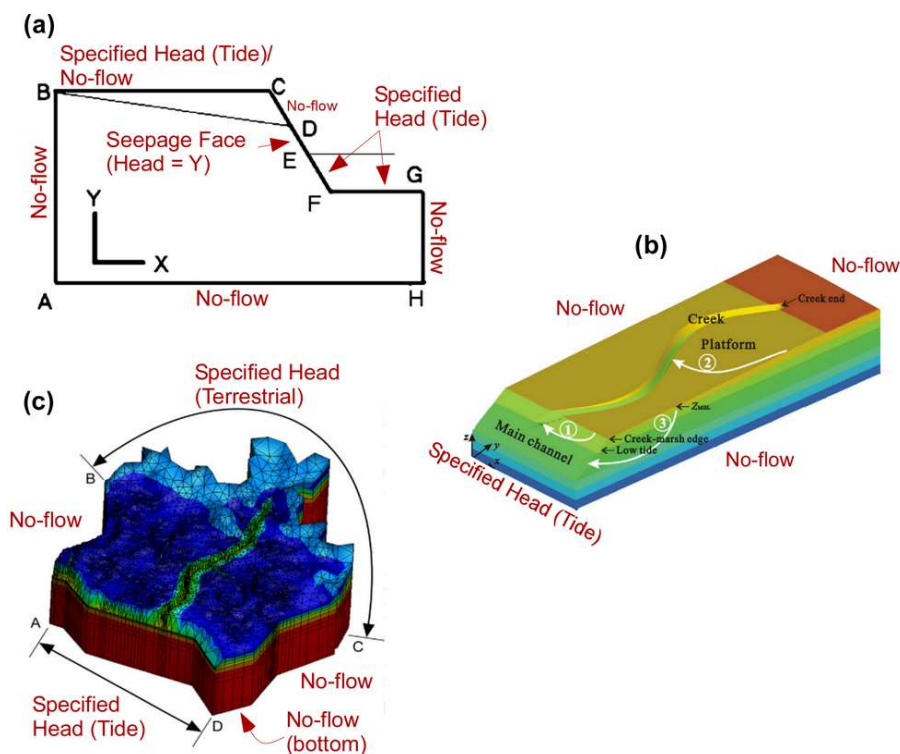 (a)
Specified Head (Tide)/
No-flow
B
C
No-flow
Specified
Head (Tide)
D
Seepage Face
(Head = Y)
E
G
F
No-flow
Y
X
No-flow
A
No-flow
H
(b)
No-flow
No-flow
Creek end
Creek
Platform
2
ZMSL
3
1
Creek-marsh edge
Low tide
Main channel
z
y
x
No-flow
Specified Head (Tide)
(c)
Specified Head
(Terrestrial)
B
No-flow
A
C
No-flow
Specified
Head (Tide)
D
No-flow
(bottom)